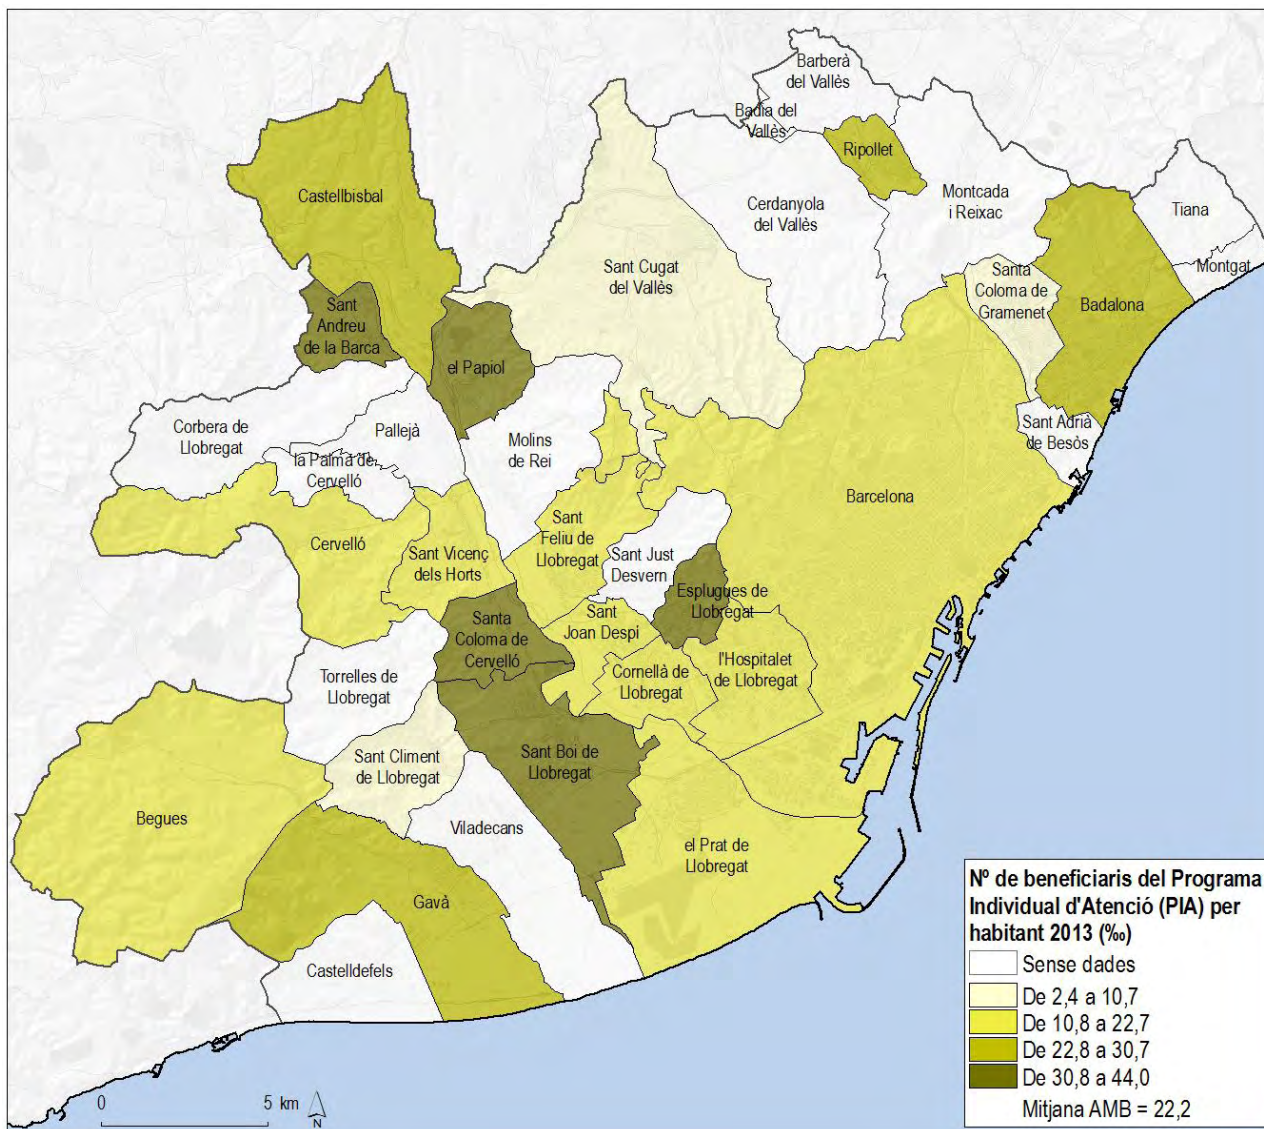 Barberà
del Vallès
Badia del
Vallès
Ripollet
Castellbisbal
Cerdanyola
del Vallès
Montcada
i Reixac
Tiana
Montgat
Sant Cugat
del Vallès
Santa
Coloma de
Gramenet
Badalona
Sant
Andreu
de la Barca
el Papiol
Corbera de
Llobregat
Pallejà
Molins
de Rei
Sant Adrià
de Besòs
la Palma de
Cervelló
Barcelona
Cervelló
Sant Vicenç
dels Horts
Sant
Feliu de
Llobregat
Sant Just
Desvern
Esplugues de
Llobregat
Santa
Coloma de
Cervelló
Sant
Joan Despí
Cornellà de
Llobregat
l'Hospitalet
de Llobregat
Torrelles de
Llobregat
Sant Climent
de Llobregat
Sant Boi de
Llobregat
Begues
Viladecans
el Prat de
Llobregat
Gavà
Castelldefels
Nº de beneficiaris del Programa
Individual d'Atenció (PIA) per
habitant 2013 (‰)
Sense dades
De 2,4 a 10,7
De 10,8 a 22,7
De 22,8 a 30,7
De 30,8 a 44,0
Mitjana AMB = 22,2
0 5 km
N